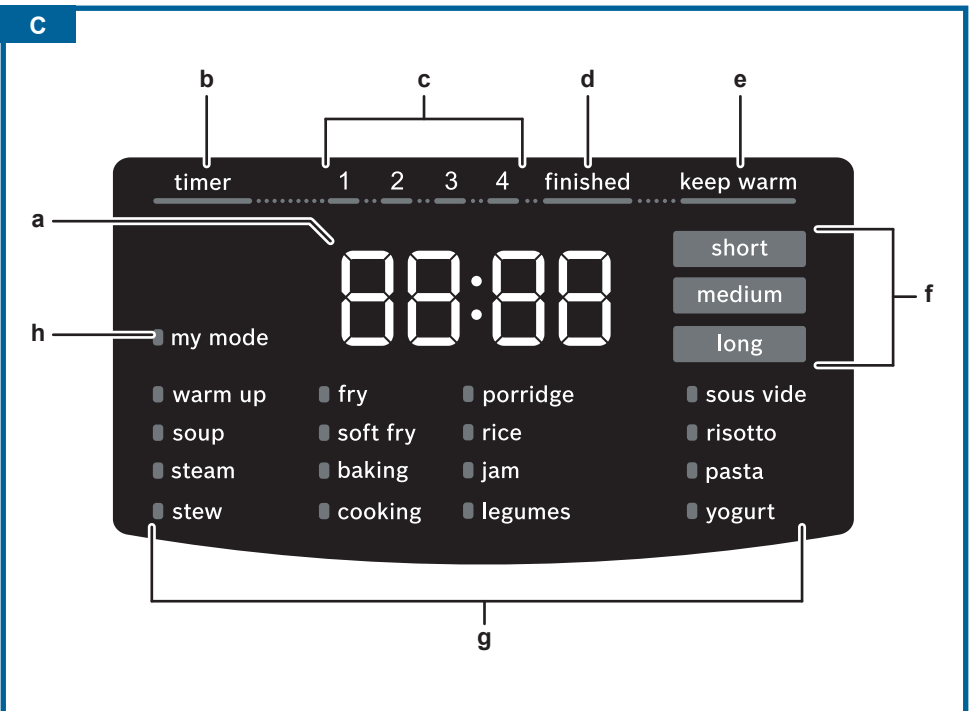 C
b c d e
timer 1 2 3 4 finished keep warm
a
88:88
short
medium
long
f
h
my mode
warm up fry porridge sous vide
soup soft fry rice risotto
steam baking jam pasta
stew cooking legumes yogurt
g